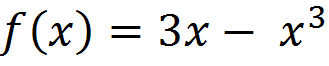 f(x) = 3x − x³